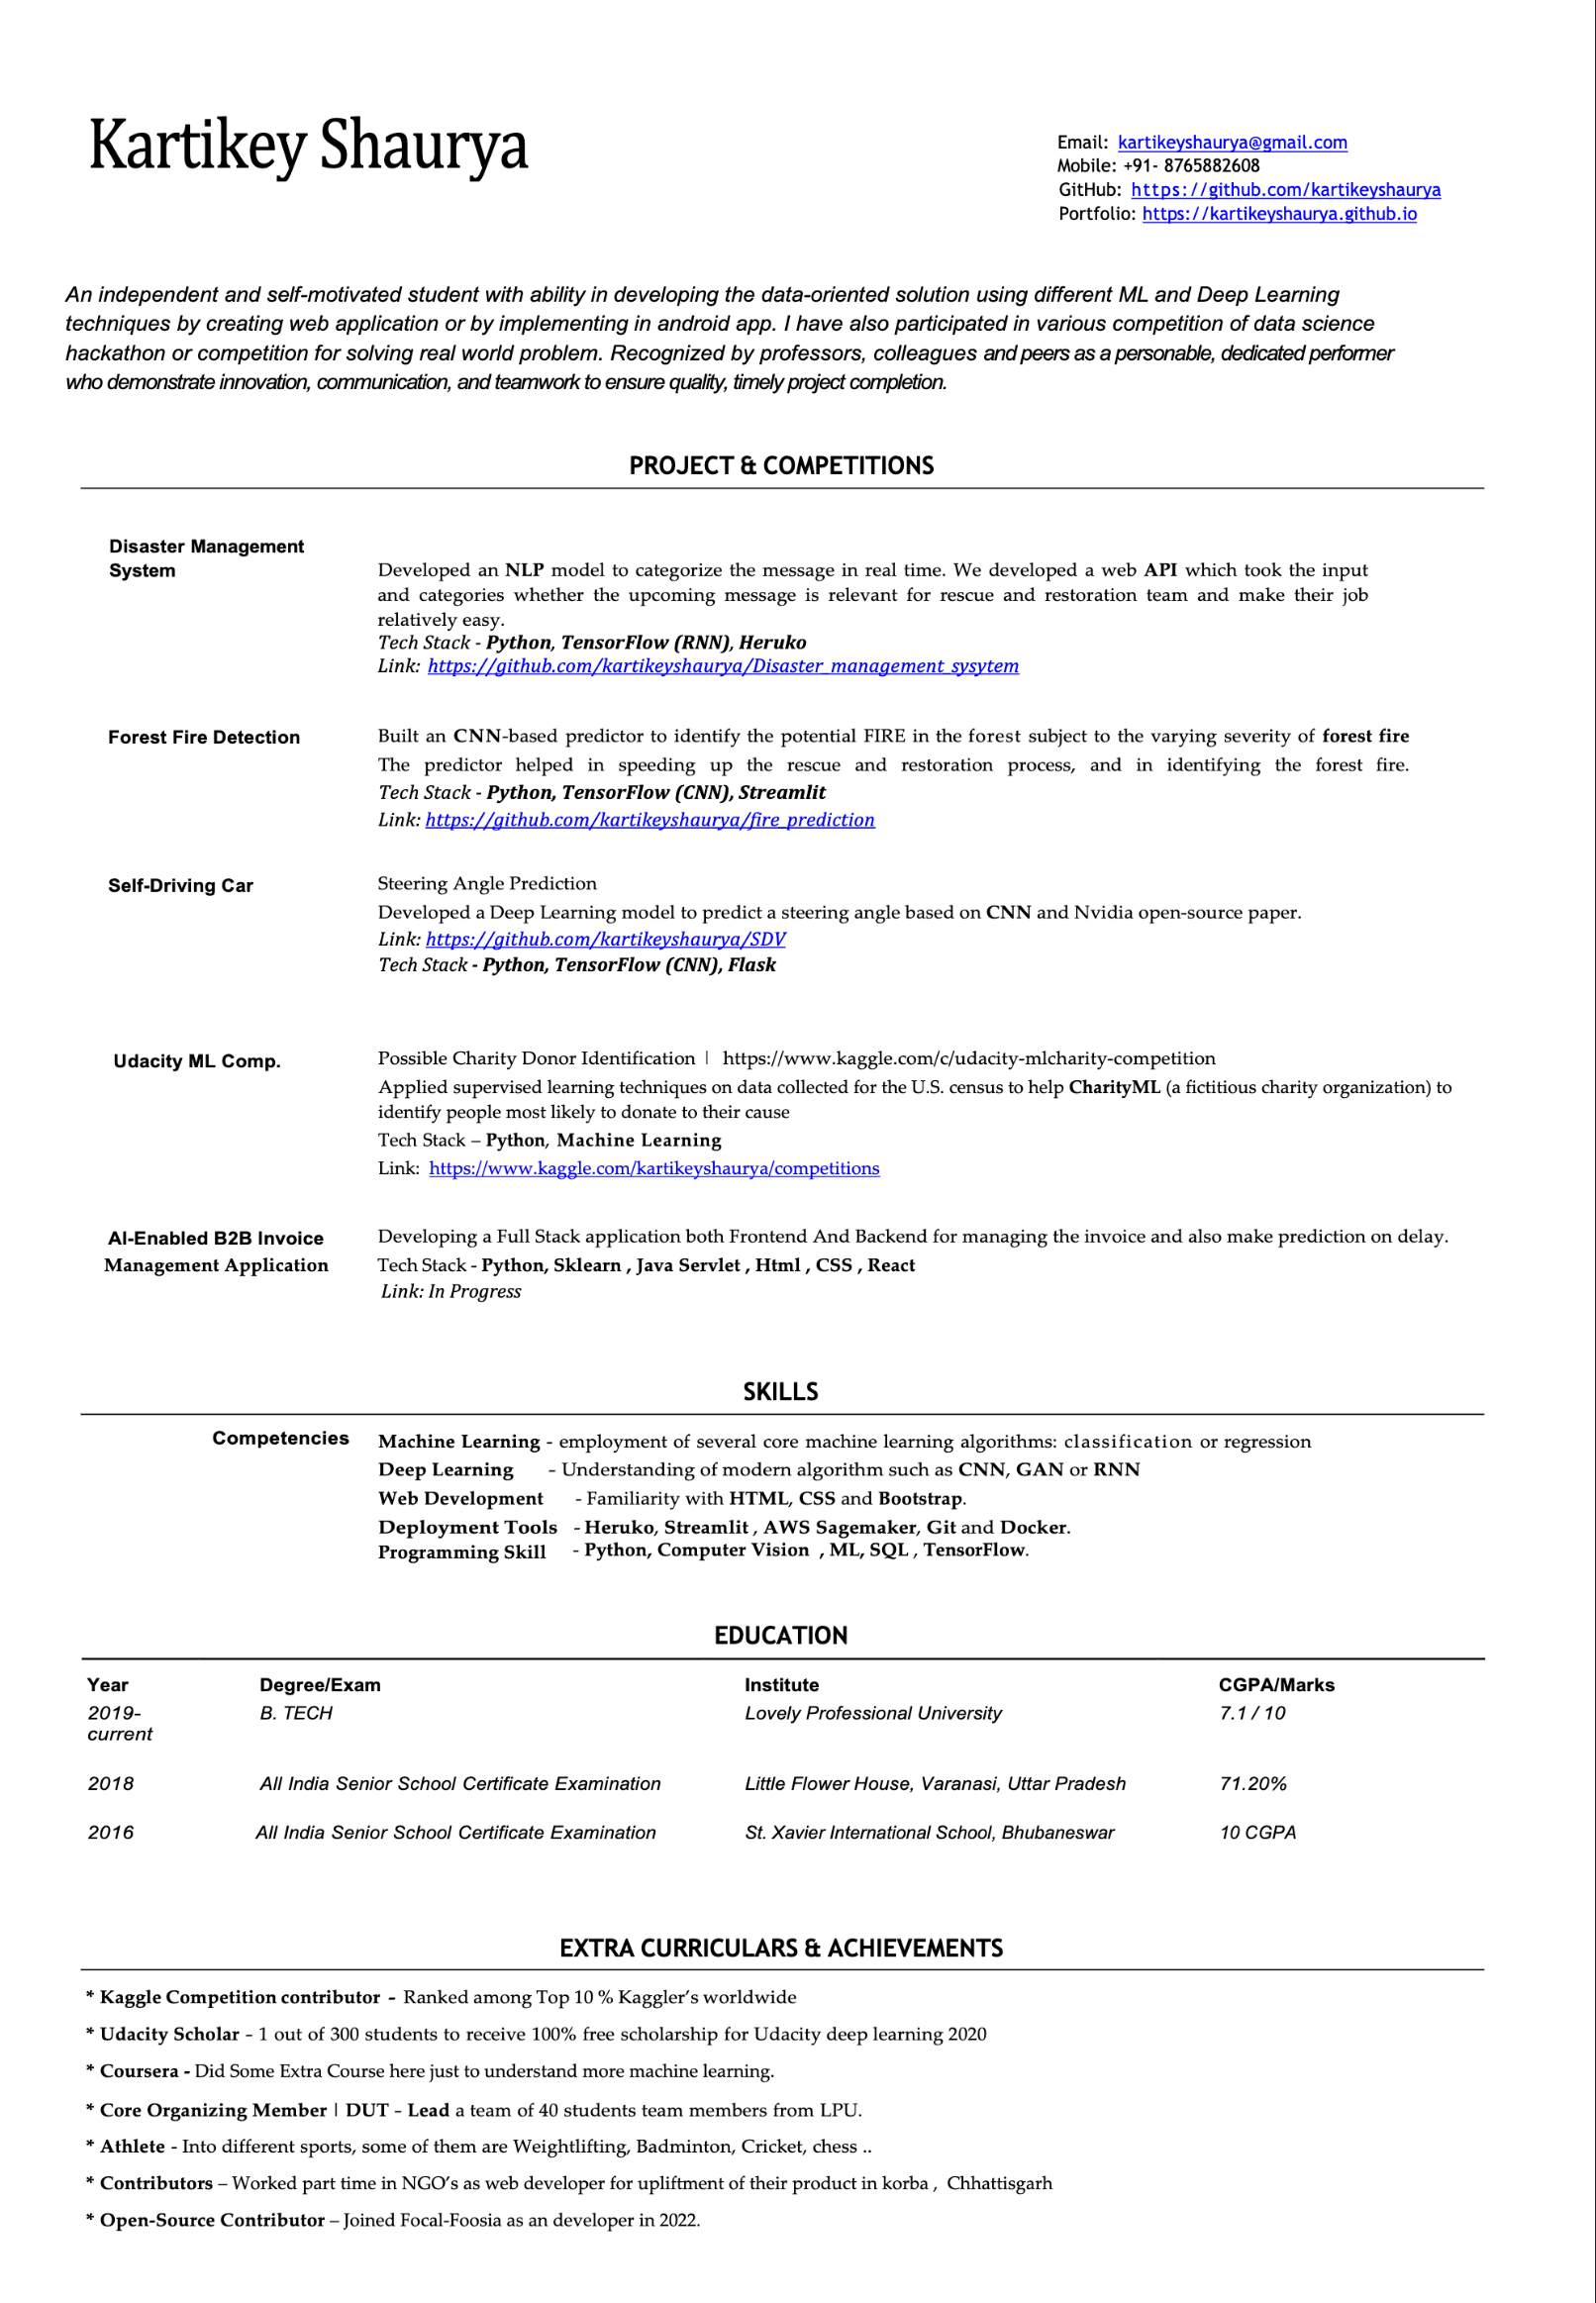 Kartikey Shaurya
Email: kartikeyshaurya@gmail.com
Mobile: +91- 8765882608
GitHub: https://github.com/kartikeyshaurya
Portfolio: https://kartikeyshaurya.github.io
An independent and self-motivated student with ability in developing the data-oriented solution using different ML and Deep Learning
techniques by creating web application or by implementing in android app. I have also participated in various competition of data science
hackathon or competition for solving real world problem. Recognized by professors, colleagues and peers as a personable, dedicated performer
who demonstrate innovation, communication, and teamwork to ensure quality, timely project completion.
PROJECT & COMPETITIONS
Disaster Management
System
Developed an NLP model to categorize the message in real time. We developed a web API which took the input
and categories whether the upcoming message is relevant for rescue and restoration team and make their job
relatively easy.
Tech Stack - Python, TensorFlow (RNN), Heruko
Link: https://github.com/kartikeyshaurya/Disaster_management_sysytem
Forest Fire Detection
Built an CNN-based predictor to identify the potential FIRE in the forest subject to the varying severity of forest fire
The predictor helped in speeding up the rescue and restoration process, and in identifying the forest fire.
Tech Stack - Python, TensorFlow (CNN), Streamlit
Link: https://github.com/kartikeyshaurya/fire_prediction
Self-Driving Car
Steering Angle Prediction
Developed a Deep Learning model to predict a steering angle based on CNN and Nvidia open-source paper.
Link: https://github.com/kartikeyshaurya/SDV
Tech Stack - Python, TensorFlow (CNN), Flask
Udacity ML Comp.
Possible Charity Donor Identification | https://www.kaggle.com/c/udacity-mlcharity-competition
Applied supervised learning techniques on data collected for the U.S. census to help CharityML (a fictitious charity organization) to
identify people most likely to donate to their cause
Tech Stack – Python, Machine Learning
Link: https://www.kaggle.com/kartikeyshaurya/competitions
AI-Enabled B2B Invoice
Management Application
Developing a Full Stack application both Frontend And Backend for managing the invoice and also make prediction on delay.
Tech Stack - Python, Sklearn , Java Servlet , Html , CSS , React
Link: In Progress
SKILLS
Competencies
Machine Learning - employment of several core machine learning algorithms: classification or regression
Deep Learning - Understanding of modern algorithm such as CNN, GAN or RNN
Web Development - Familiarity with HTML, CSS and Bootstrap.
Deployment Tools - Heruko, Streamlit , AWS Sagemaker, Git and Docker.
Programming Skill - Python, Computer Vision , ML, SQL , TensorFlow.
EDUCATION
Year Degree/Exam Institute CGPA/Marks
2019- B. TECH Lovely Professional University 7.1 / 10
current
2018 All India Senior School Certificate Examination Little Flower House, Varanasi, Uttar Pradesh 71.20%
2016 All India Senior School Certificate Examination St. Xavier International School, Bhubaneswar 10 CGPA
EXTRA CURRICULARS & ACHIEVEMENTS
* Kaggle Competition contributor - Ranked among Top 10 % Kaggler’s worldwide
* Udacity Scholar - 1 out of 300 students to receive 100% free scholarship for Udacity deep learning 2020
* Coursera - Did Some Extra Course here just to understand more machine learning.
* Core Organizing Member | DUT - Lead a team of 40 students team members from LPU.
* Athlete - Into different sports, some of them are Weightlifting, Badminton, Cricket, chess ..
* Contributors – Worked part time in NGO’s as web developer for upliftment of their product in korba , Chhattisgarh
* Open-Source Contributor – Joined Focal-Foosia as an developer in 2022.